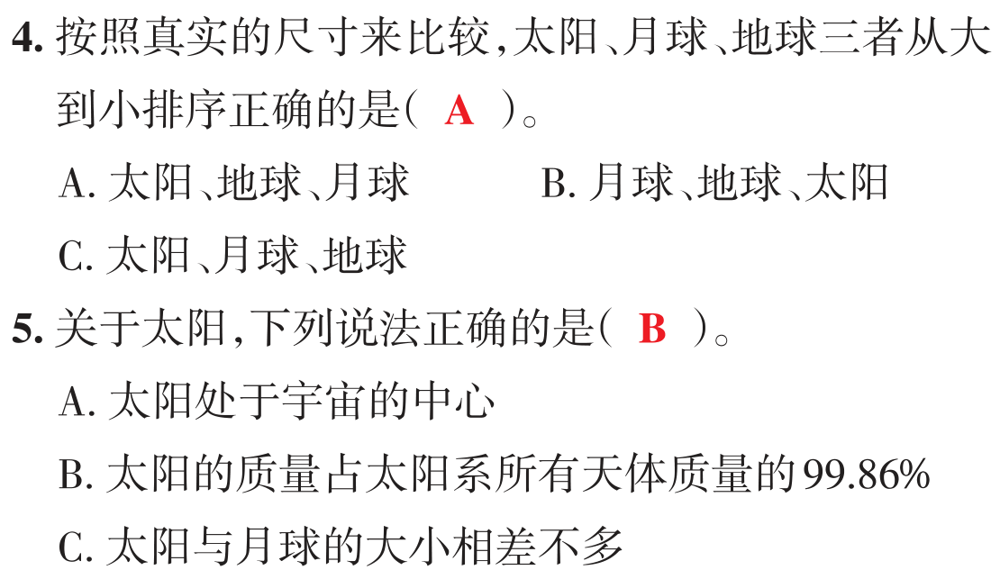 4. 按照真实的尺寸来比较,太阳、月球、地球三者从大
到小排序正确的是( A )。
A. 太阳、地球、月球 B. 月球、地球、太阳
C. 太阳、月球、地球
5. 关于太阳,下列说法正确的是( B )。
A. 太阳处于宇宙的中心
B. 太阳的质量占太阳系所有天体质量的99.86%
C. 太阳与月球的大小相差不多